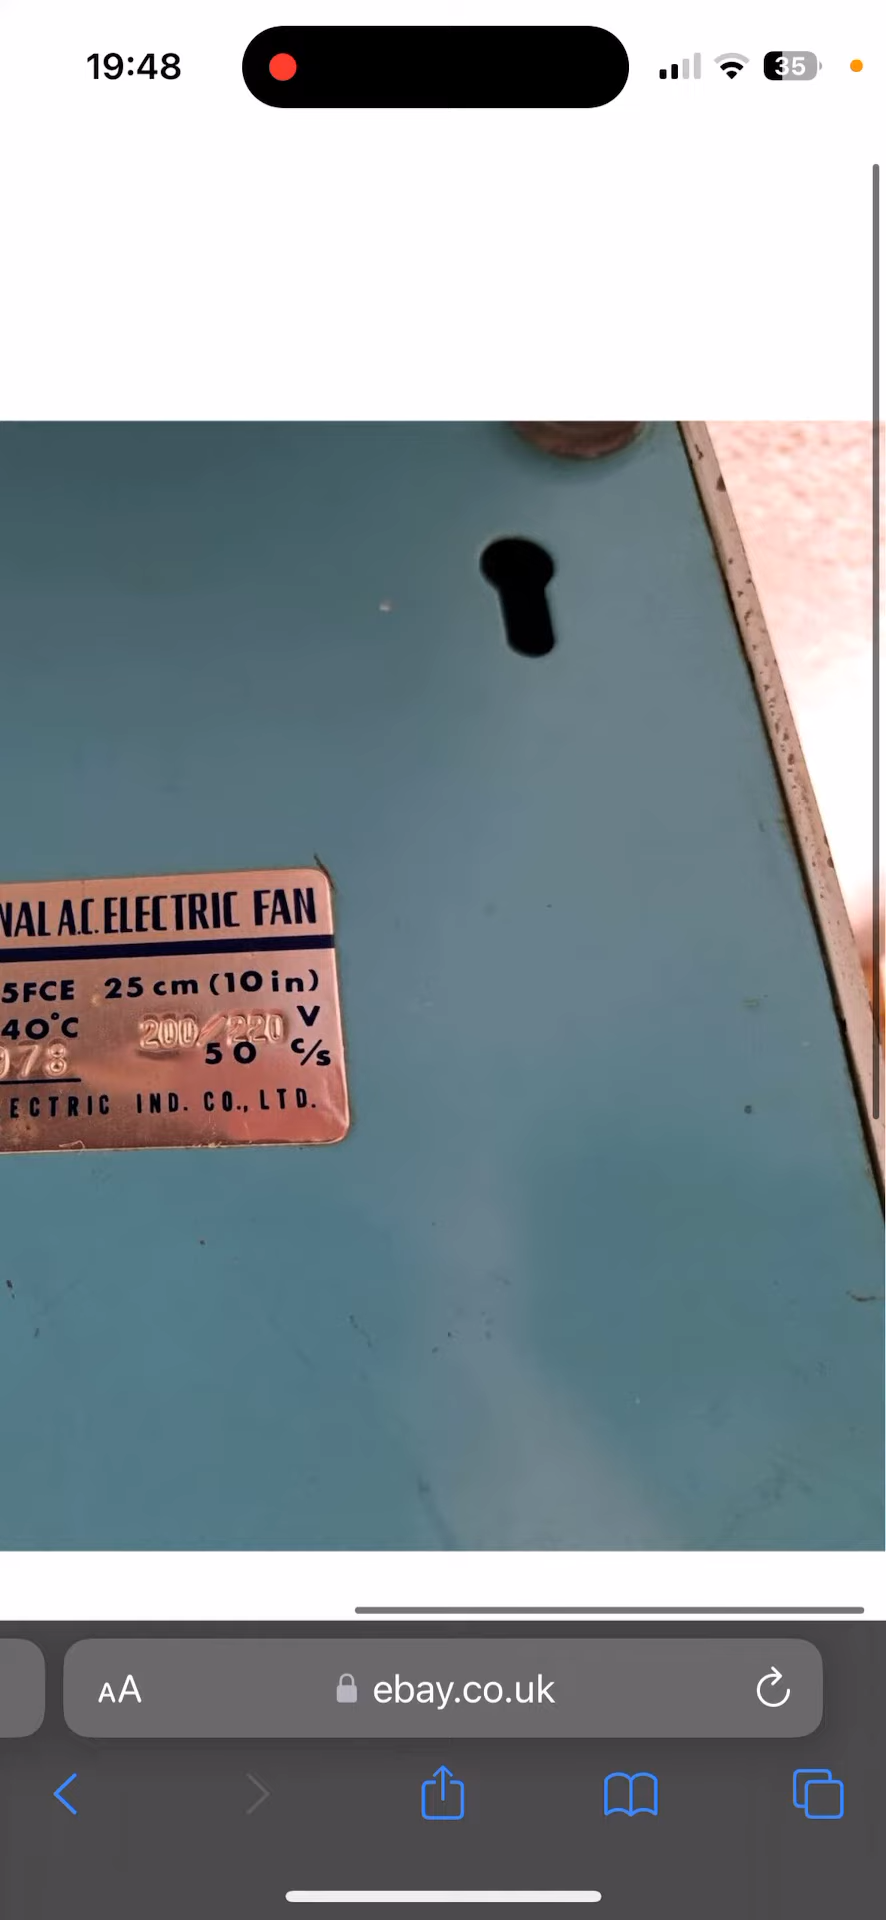 19:48
35
NAL A.C. ELECTRIC FAN
5FCE 25 cm (10 in)
40°C 200/220 V
978 50 c/s
ECTRIC IND. CO., LTD.
AA ebay.co.uk